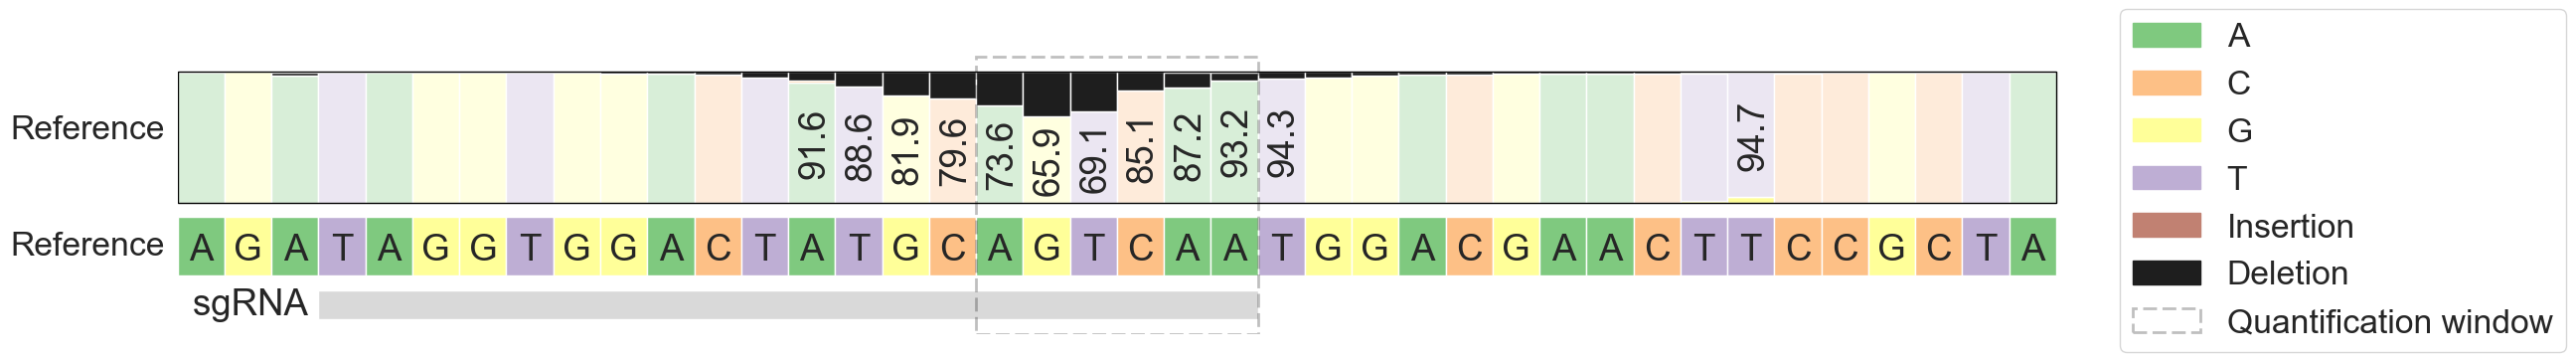 Reference 91.6 88.6 81.9 79.6 73.6 65.9 69.1 85.1 87.2 93.2 94.3 94.7
Reference A G A T A G G T G G A C T A T G C A G T C A A T G G A C G A A C T T C C G C T A
sgRNA
A
C
G
T
Insertion
Deletion
Quantification window